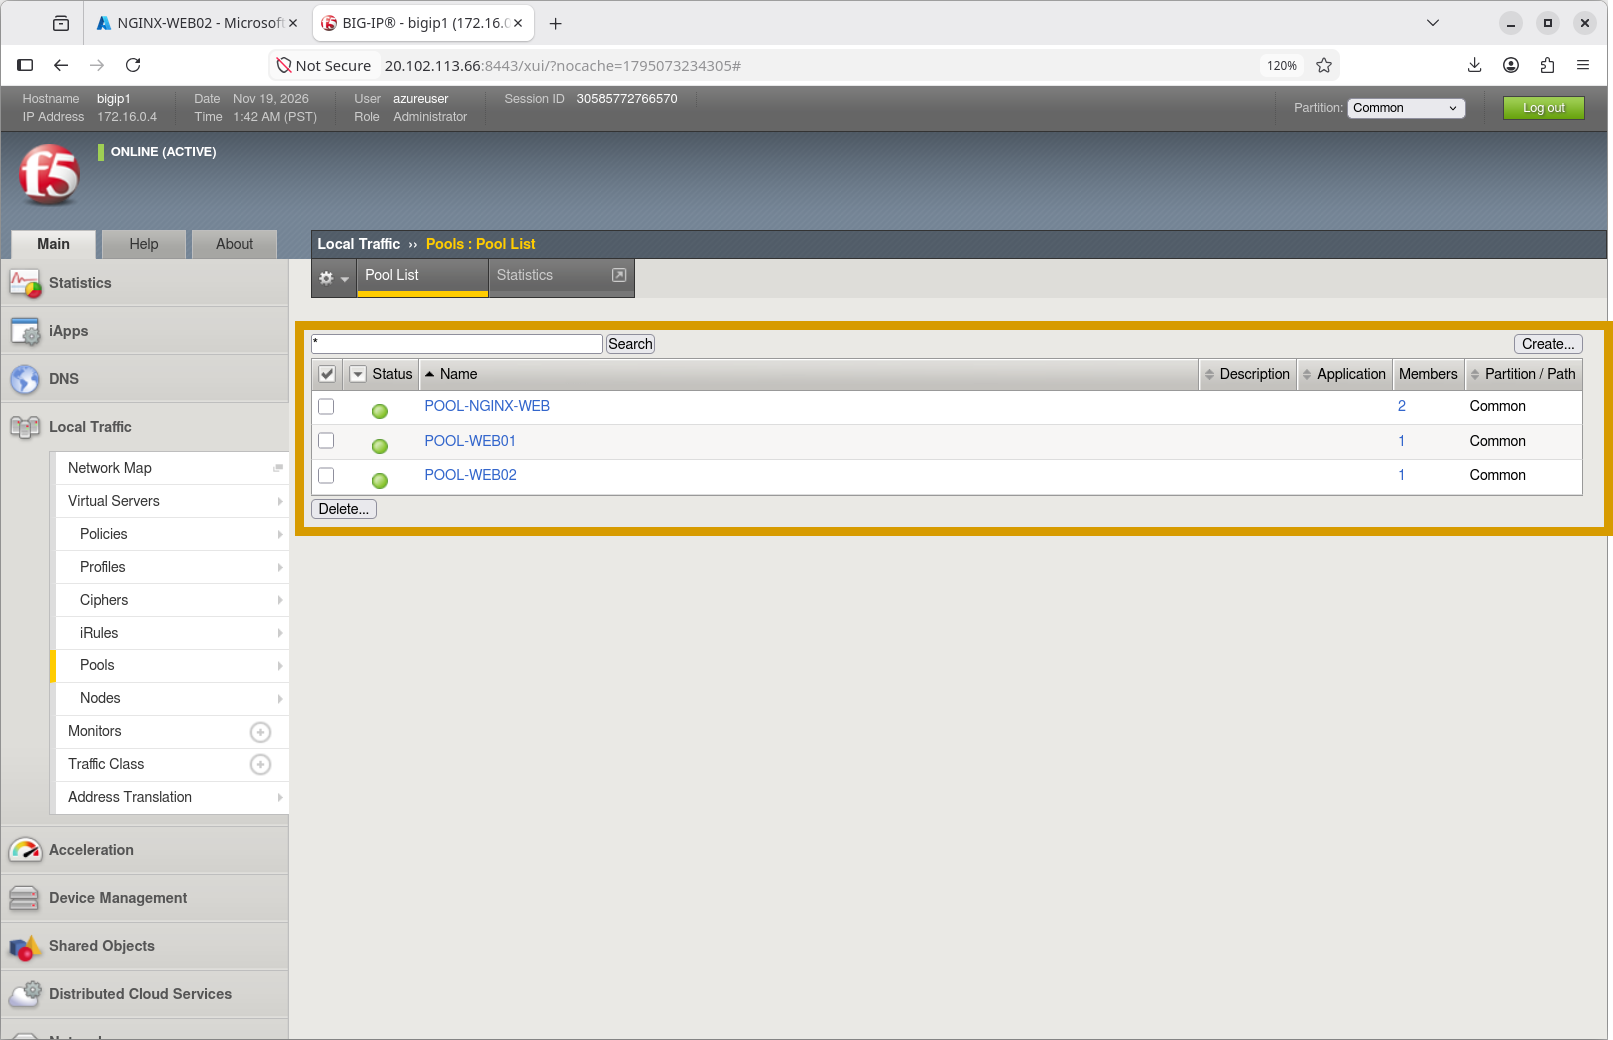 NGINX-WEB02 - Microsoft
BIG-IP® - bigip1 (172.16.0
Not Secure
20.102.113.66:8443/xui/?nocache=1795073234305#
120%
Hostname bigip1
IP Address 172.16.0.4
Date Nov 19, 2026
Time 1:42 AM (PST)
User azureuser
Role Administrator
Session ID 30585772766570
Partition: Common
Log out
f5
ONLINE (ACTIVE)
Main
Help
About
Local Traffic ›› Pools : Pool List
Pool List
Statistics
Statistics
iApps
DNS
Local Traffic
Network Map
Virtual Servers
Policies
Profiles
Ciphers
iRules
Pools
Nodes
Monitors
Traffic Class
Address Translation
Acceleration
Device Management
Shared Objects
Distributed Cloud Services
*
Search
Create...
Status Name Description Application Members Partition / Path
POOL-NGINX-WEB 2 Common
POOL-WEB01 1 Common
POOL-WEB02 1 Common
Delete...